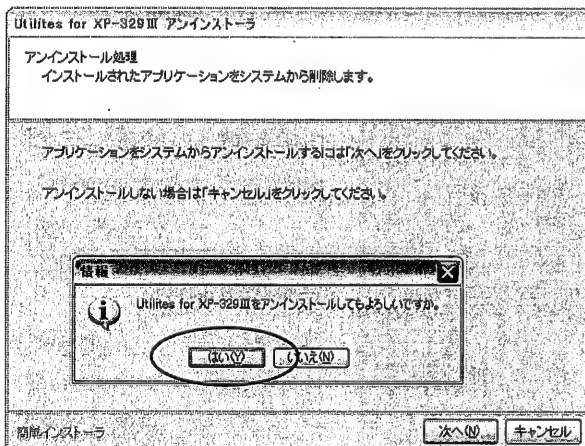 Utilites for XP-329Ⅲ アンインストーラ
アンインストール処理
インストールされたアプリケーションをシステムから削除します。
アプリケーションをシステムからアンインストールするには「次へ」をクリックしてください。
アンインストールしない場合は「キャンセル」をクリックしてください。
情報
Utilites for XP-329Ⅲをアンインストールしてもよろしいですか。
はい(Y) いいえ(N)
簡単インストーラ
次へ(N) キャンセル